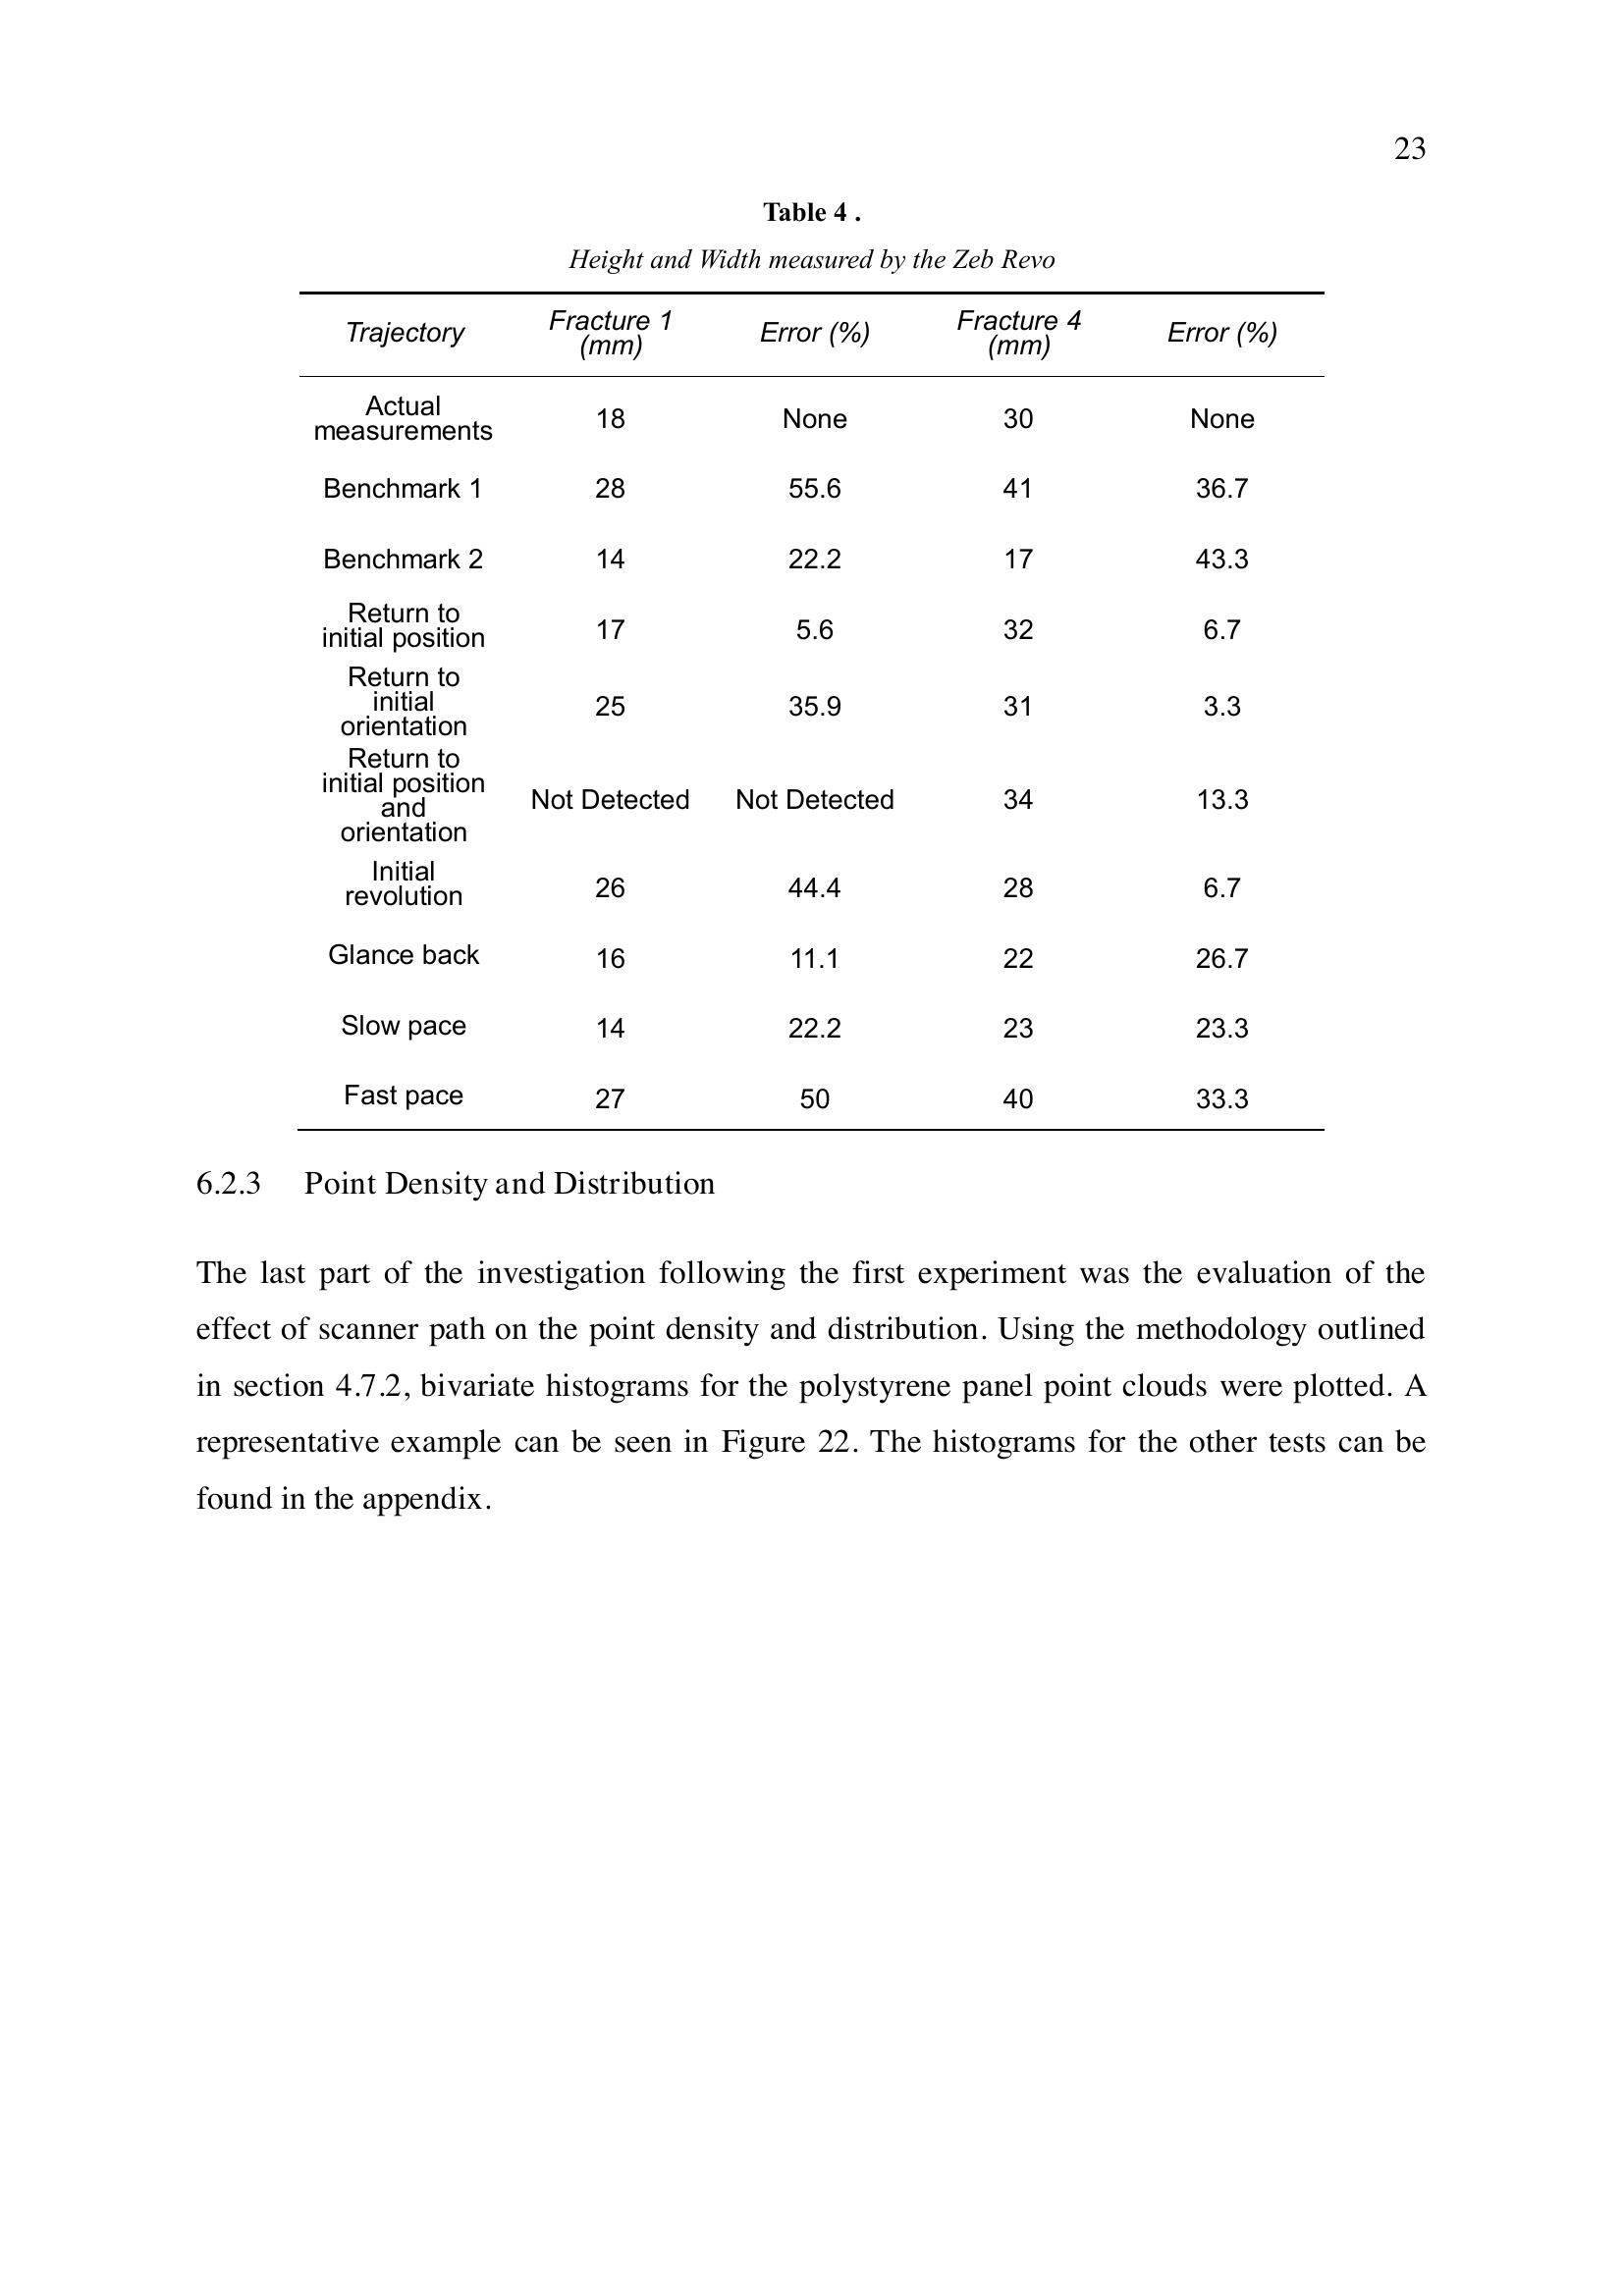 23
Table 4 .
Height and Width measured by the Zeb Revo
Trajectory Fracture 1 (mm) Error (%) Fracture 4 (mm) Error (%)
Actual measurements 18 None 30 None
Benchmark 1 28 55.6 41 36.7
Benchmark 2 14 22.2 17 43.3
Return to initial position 17 5.6 32 6.7
Return to initial orientation 25 35.9 31 3.3
Return to initial position and orientation Not Detected Not Detected 34 13.3
Initial revolution 26 44.4 28 6.7
Glance back 16 11.1 22 26.7
Slow pace 14 22.2 23 23.3
Fast pace 27 50 40 33.3
6.2.3 Point Density and Distribution
The last part of the investigation following the first experiment was the evaluation of the
effect of scanner path on the point density and distribution. Using the methodology outlined
in section 4.7.2, bivariate histograms for the polystyrene panel point clouds were plotted. A
representative example can be seen in Figure 22. The histograms for the other tests can be
found in the appendix.